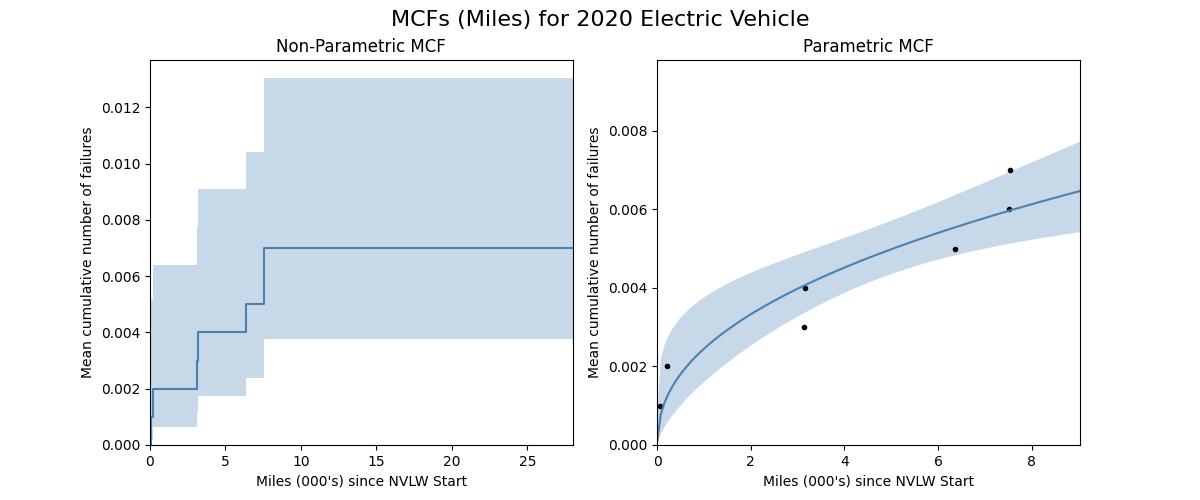 MCFs (Miles) for 2020 Electric Vehicle
Non-Parametric MCF
Mean cumulative number of failures
0.012
0.010
0.008
0.006
0.004
0.002
0.000
0 5 10 15 20 25
Miles (000's) since NVLW Start
Parametric MCF
Mean cumulative number of failures
0.008
0.006
0.004
0.002
0.000
0 2 4 6 8
Miles (000's) since NVLW Start